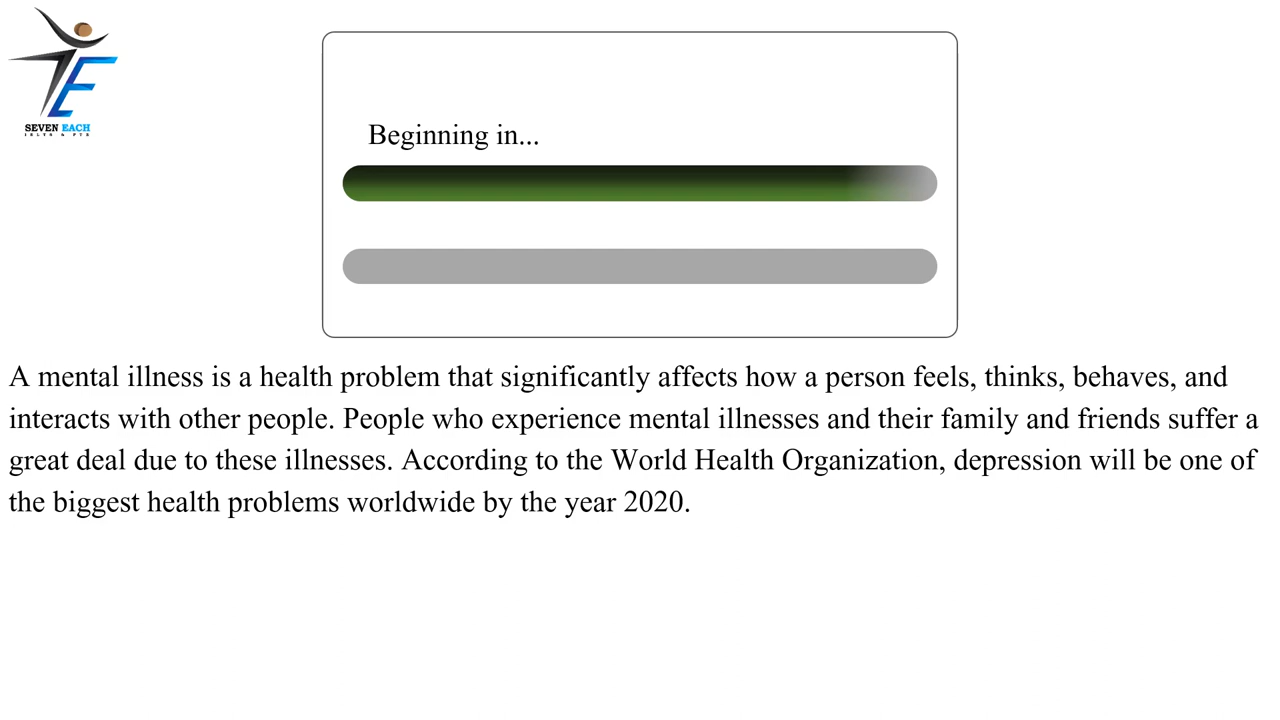 SEVEN EACH
IELTS & PTE
Beginning in...
A mental illness is a health problem that significantly affects how a person feels, thinks, behaves, and
interacts with other people. People who experience mental illnesses and their family and friends suffer a
great deal due to these illnesses. According to the World Health Organization, depression will be one of
the biggest health problems worldwide by the year 2020.